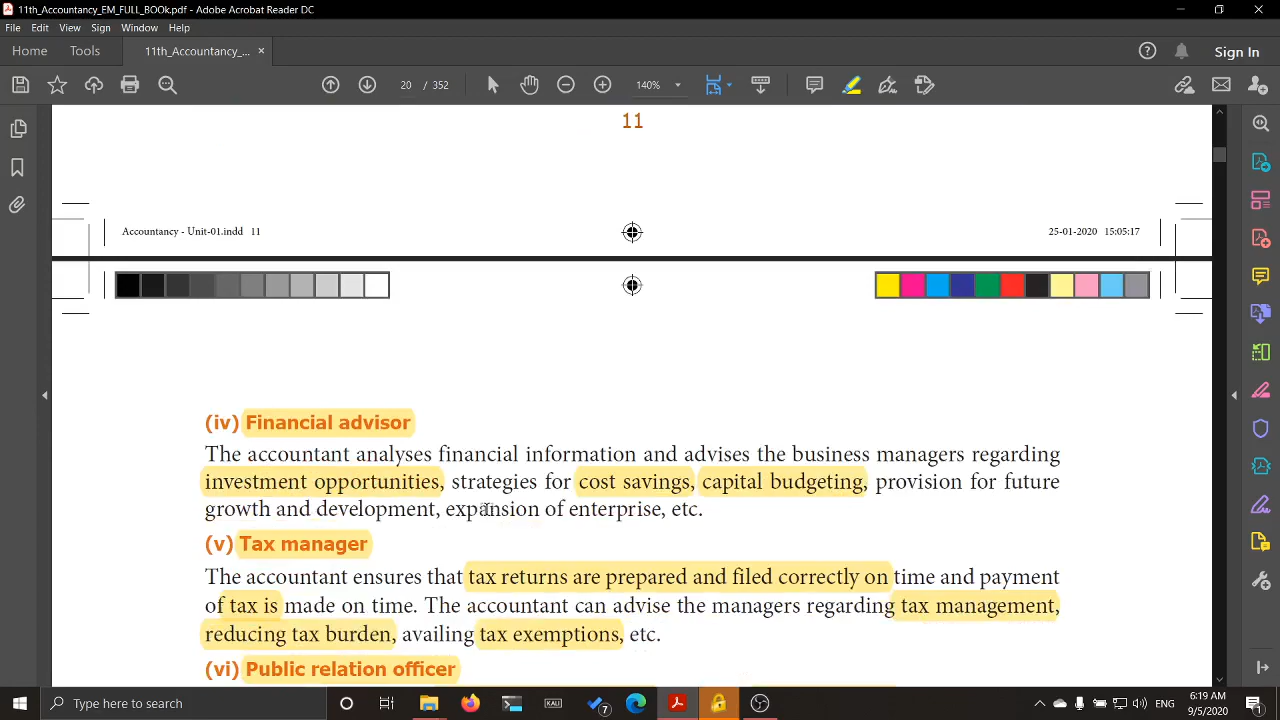 11th_Accountancy_EM_FULL_BOOk.pdf - Adobe Acrobat Reader DC
File Edit View Sign Window Help
Home Tools 11th_Accountancy_... × Sign In
20 / 352 140%
11
Accountancy - Unit-01.indd 11 25-01-2020 15:05:17
(iv) Financial advisor
The accountant analyses financial information and advises the business managers regarding
investment opportunities, strategies for cost savings, capital budgeting, provision for future
growth and development, expansion of enterprise, etc.
(v) Tax manager
The accountant ensures that tax returns are prepared and filed correctly on time and payment
of tax is made on time. The accountant can advise the managers regarding tax management,
reducing tax burden, availing tax exemptions, etc.
(vi) Public relation officer
Type here to search KALI 7 ENG 6:19 AM
9/5/2020 1